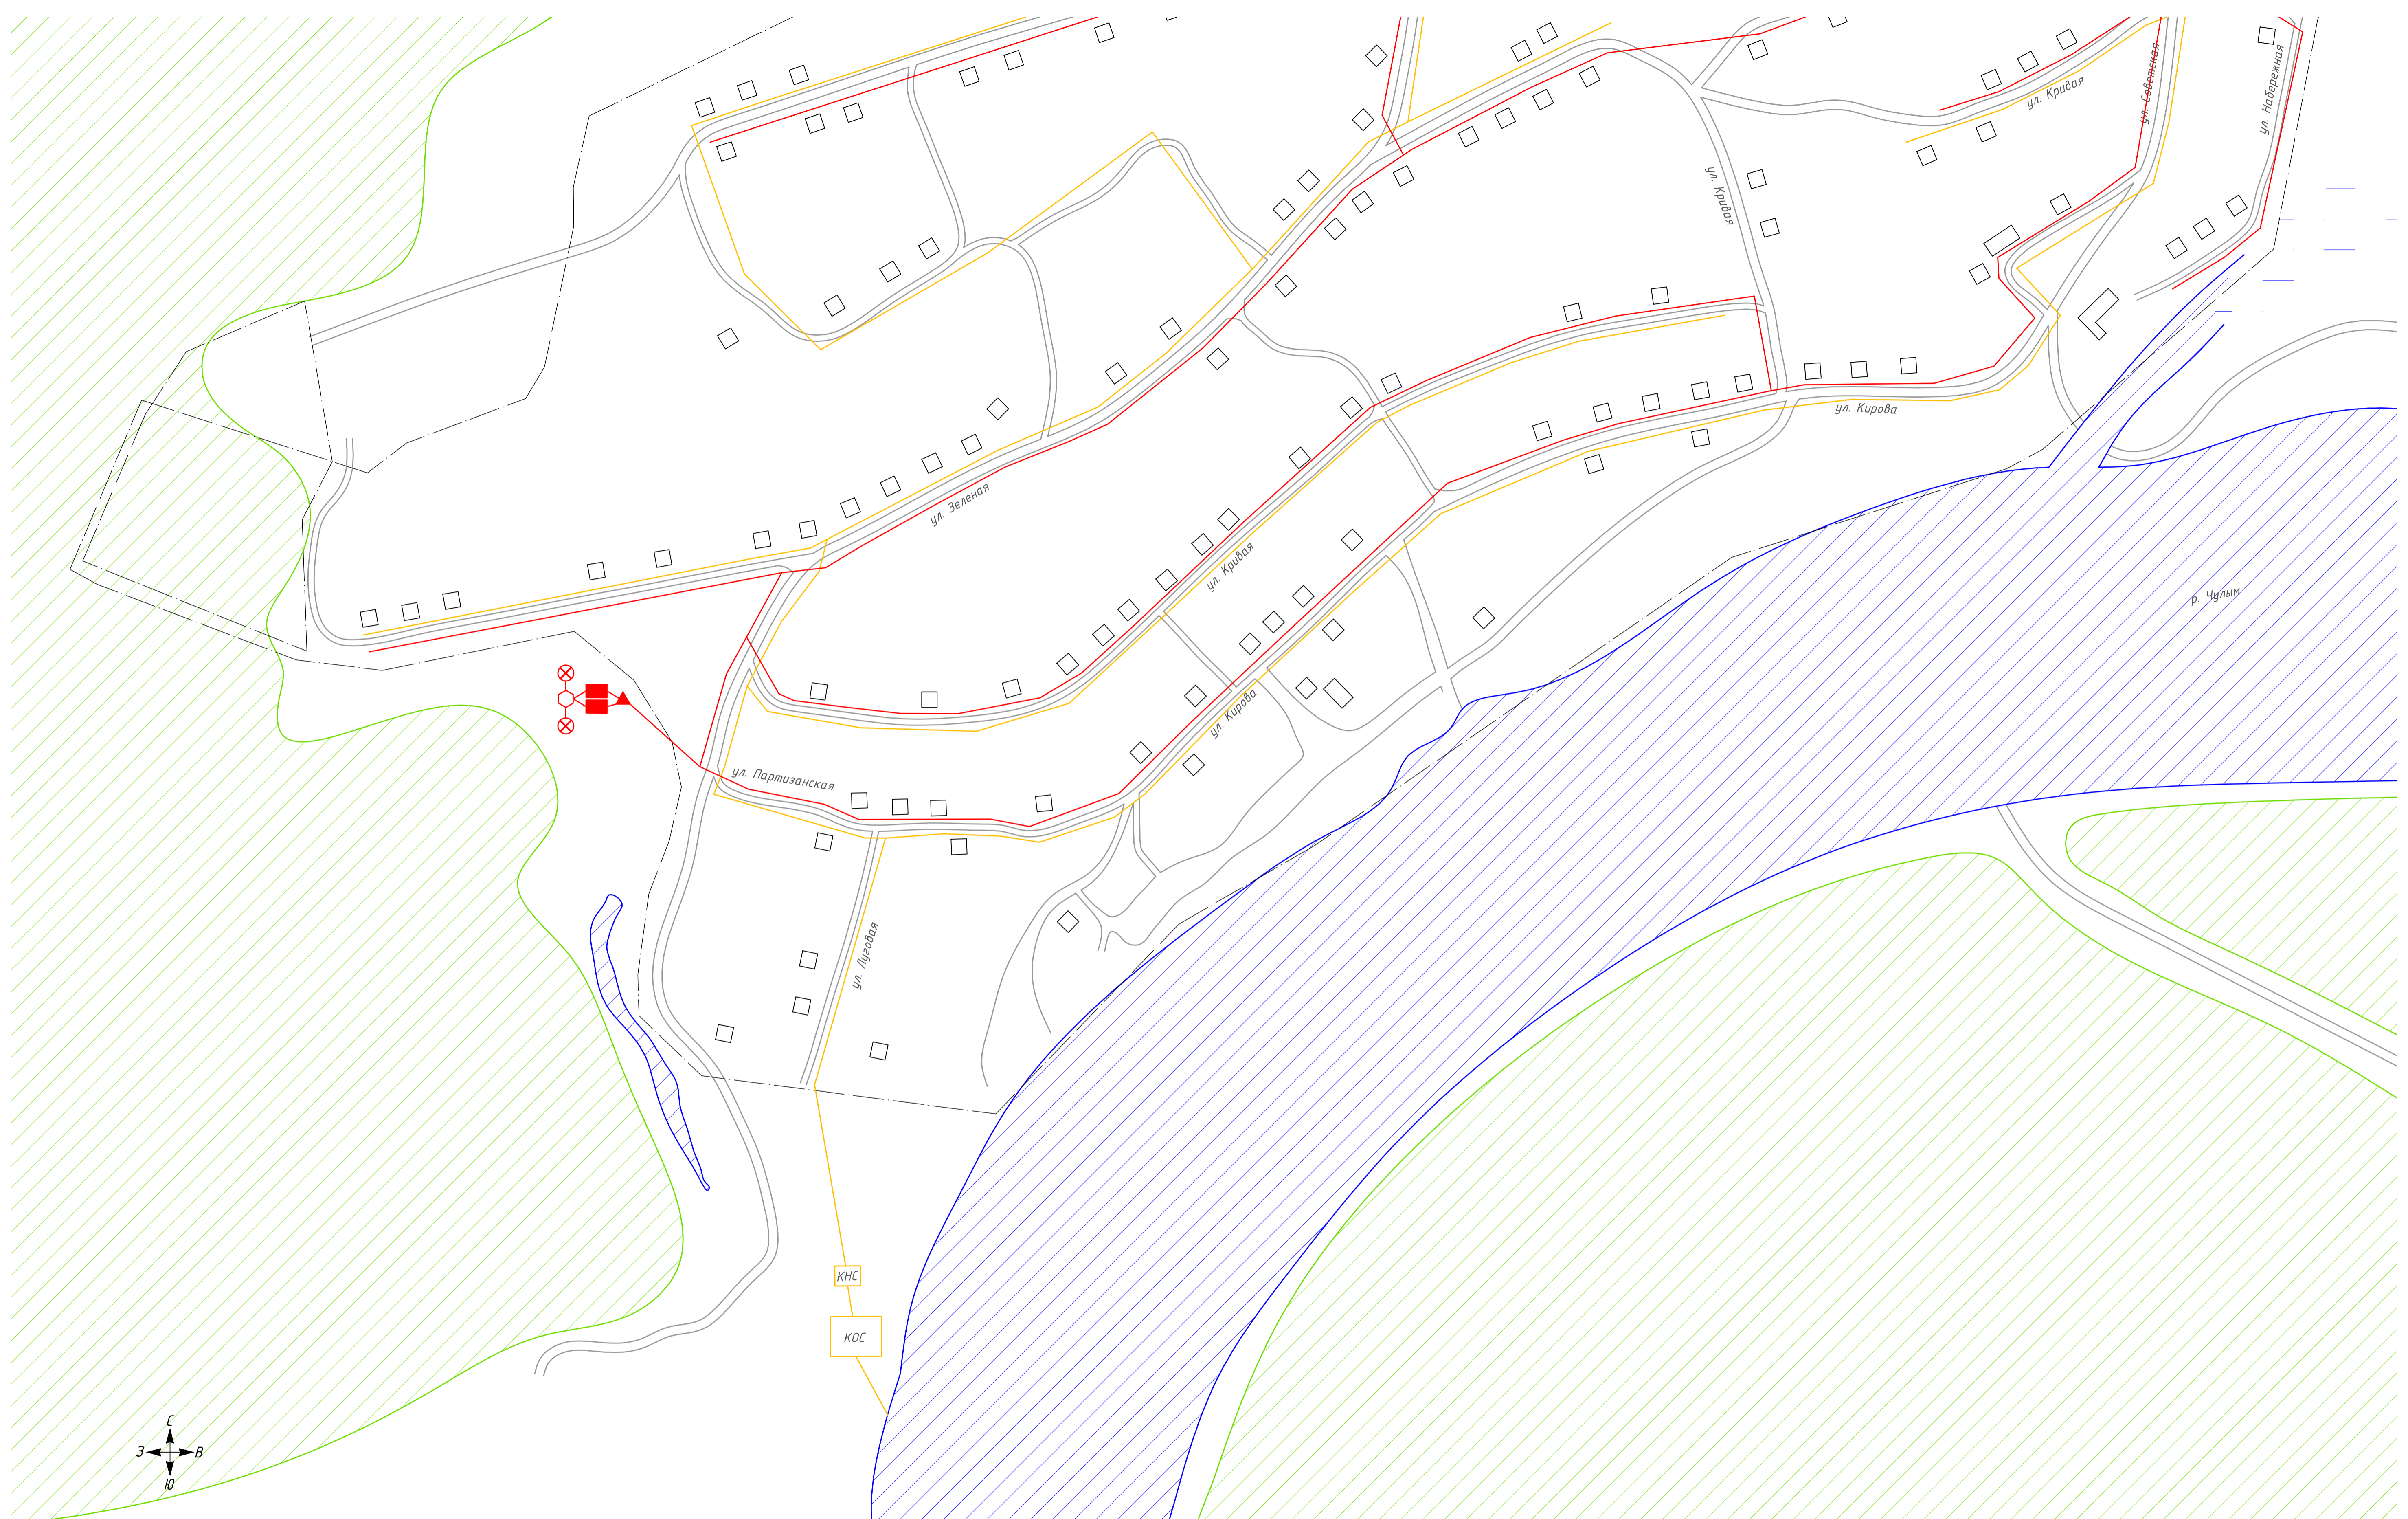 ул. Советская
ул. Набережная
ул. Кривая
ул. Кривая
ул. Кирова
ул. Зеленая
ул. Кривая
р. Чулым
ул. Кирова
ул. Партизанская
ул. Луговая
КНС
КОС
С
З
В
Ю